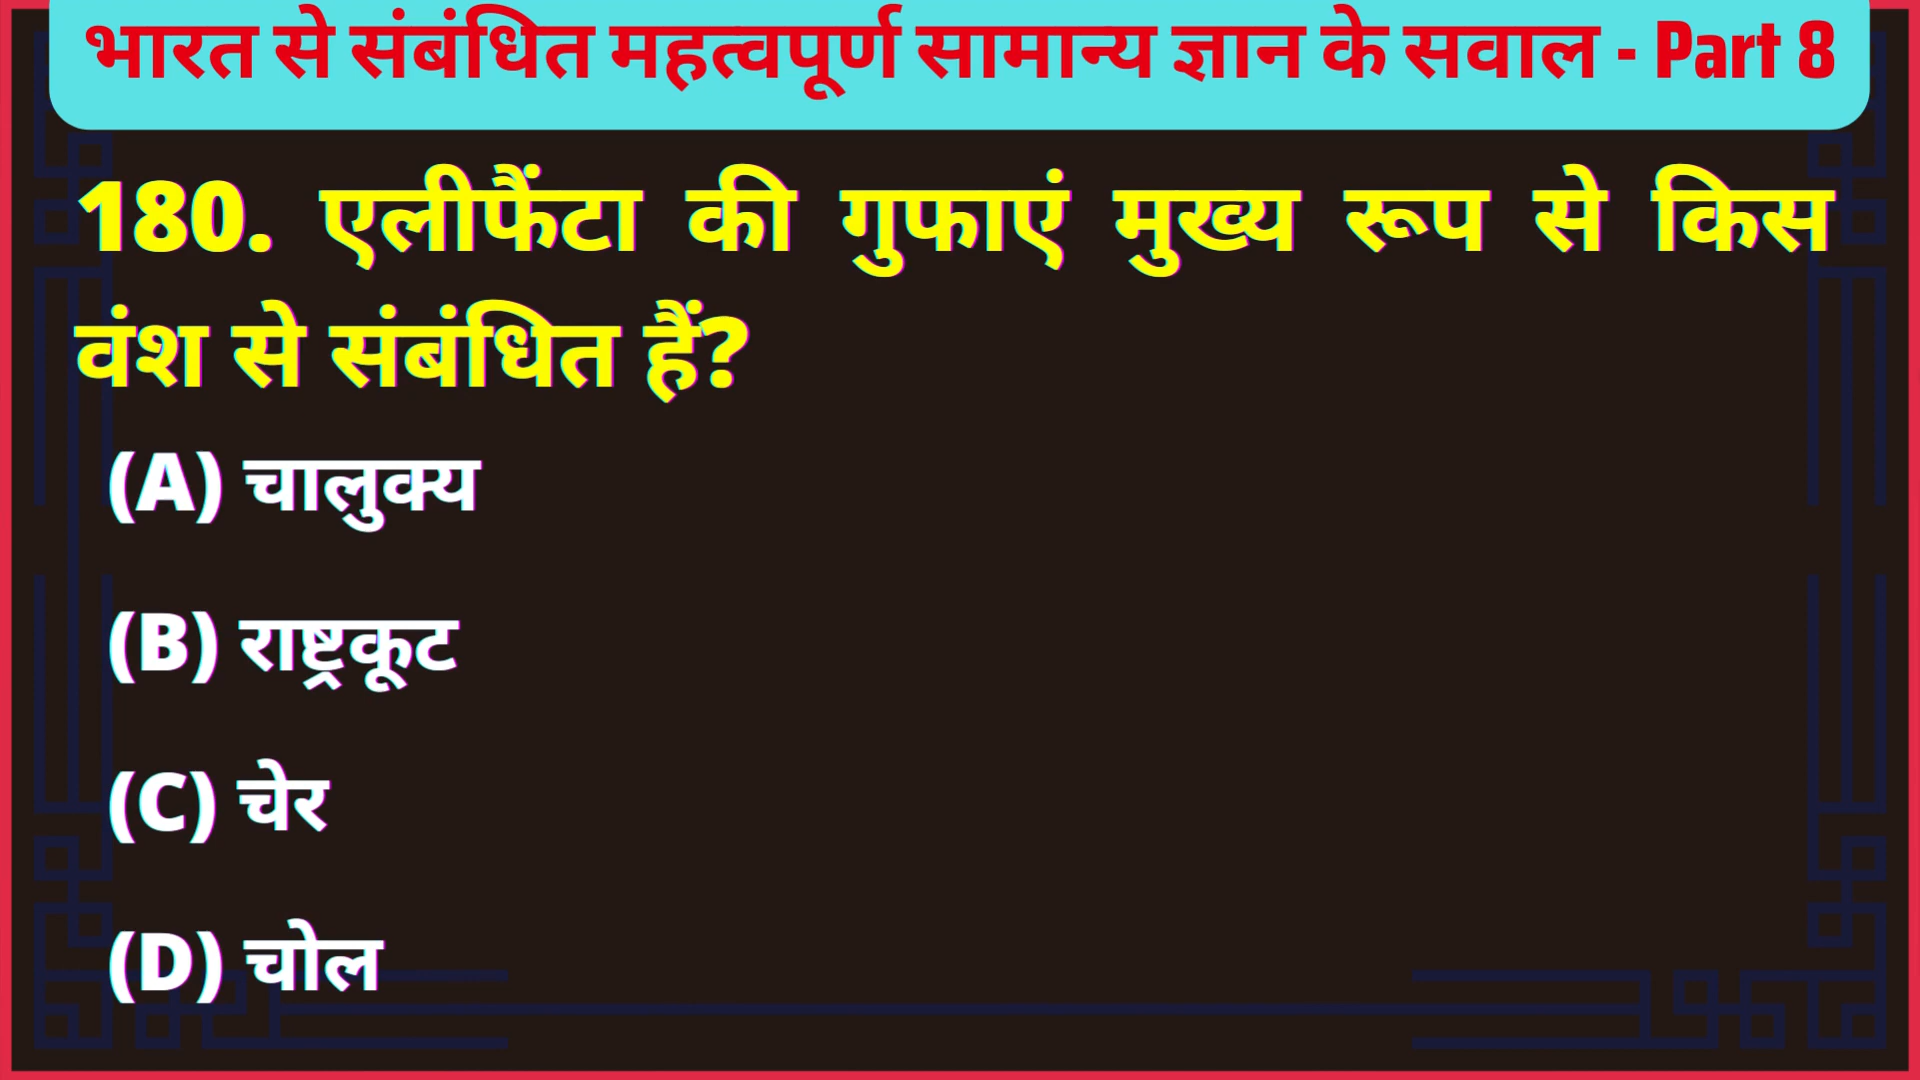 भारत से संबंधित महत्वपूर्ण सामान्य ज्ञान के सवाल - Part 8
180. एलीफैंटा की गुफाएं मुख्य रूप से किस
वंश से संबंधित हैं?
(A) चालुक्य
(B) राष्ट्रकूट
(C) चेर
(D) चोल